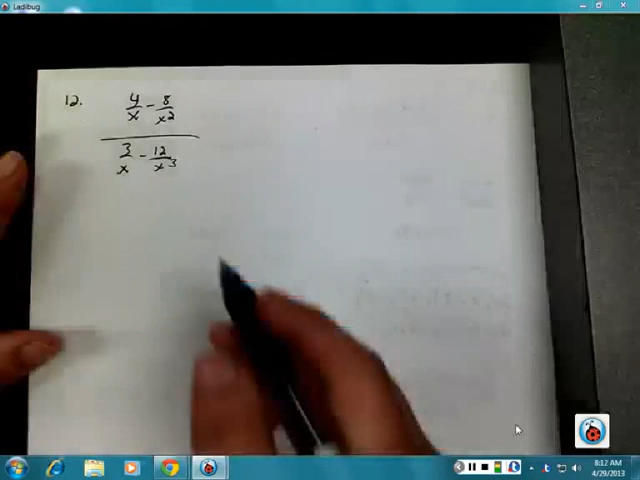 Ladibug
12. 4/x - 8/x²
3/x - 12/x³
8:12 AM
4/29/2013